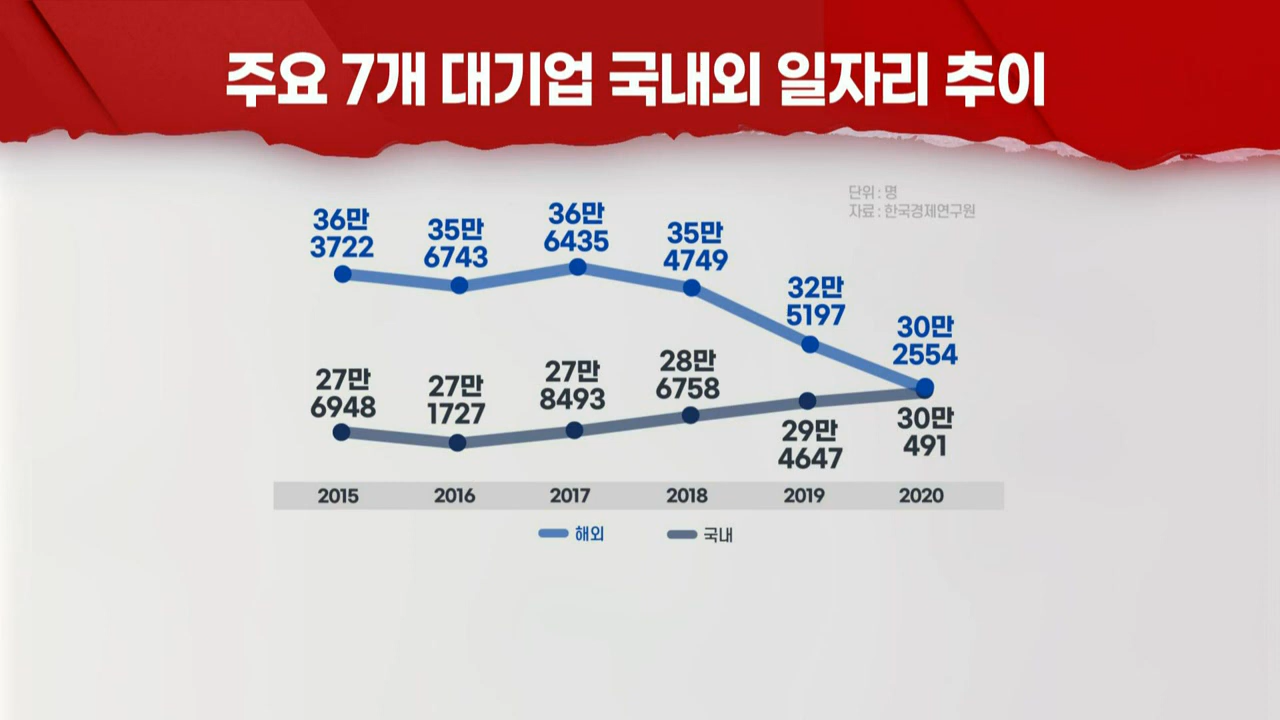 주요 7개 대기업 국내외 일자리 추이
단위 : 명
자료 : 한국경제연구원
36만
3722
35만
6743
36만
6435
35만
4749
32만
5197
30만
2554
27만
6948
27만
1727
27만
8493
28만
6758
29만
4647
30만
491
2015 2016 2017 2018 2019 2020
해외 국내